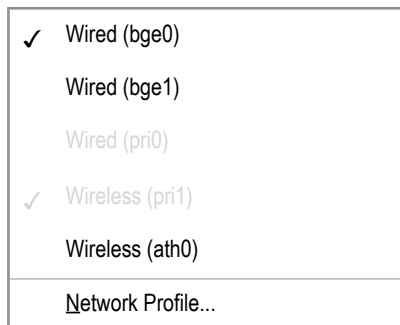 Wired (bge0)
Wired (bge1)
Wired (pri0)
Wireless (pri1)
Wireless (ath0)
Network Profile...